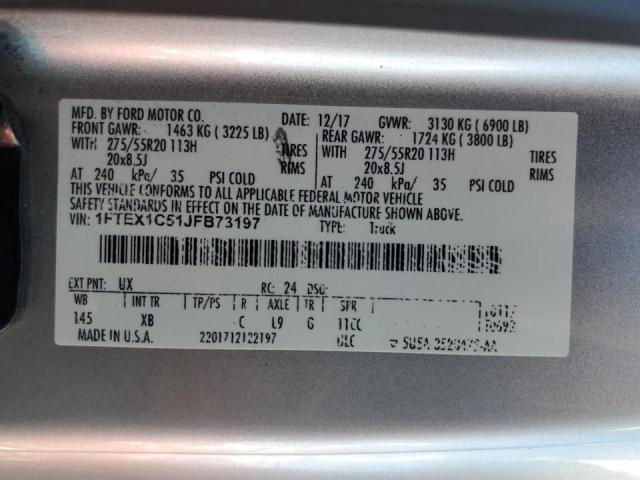 MFD. BY FORD MOTOR CO. DATE: 12/17 GVWR: 3130 KG ( 6900 LB)
FRONT GAWR: 1463 KG ( 3225 LB) REAR GAWR: 1724 KG ( 3800 LB)
WITH 275/55R20 113H TIRES WITH 275/55R20 113H TIRES
20x8.5J RIMS 20x8.5J RIMS
AT 240 kPa/ 35 PSI COLD AT 240 kPa/ 35 PSI COLD
THIS VEHICLE CONFORMS TO ALL APPLICABLE FEDERAL MOTOR VEHICLE
SAFETY STANDARDS IN EFFECT ON THE DATE OF MANUFACTURE SHOWN ABOVE.
VIN: 1FTEX1C51JFB73197 TYPE: Truck
EXT PNT: UX RC: 24 DSO:
WB INT TR TP/PS R AXLE TR SPR
145 XB C L9 G 11CC
MADE IN U.S.A. 2201712122197 ULC